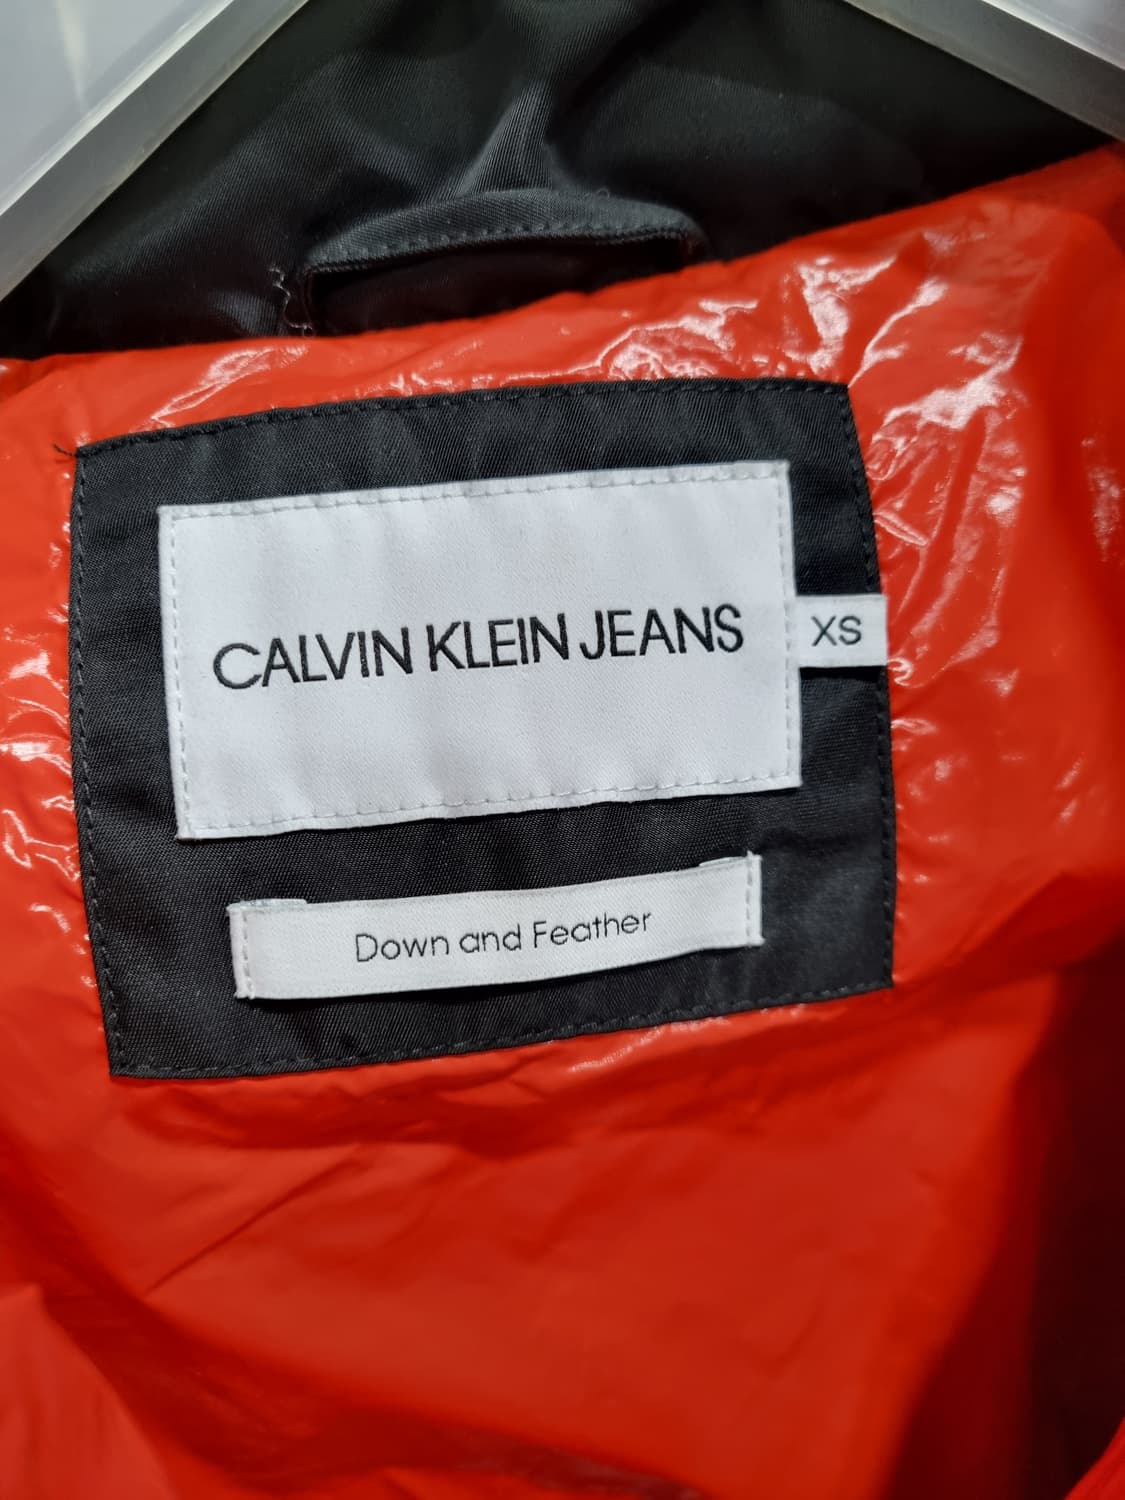 CALVIN KLEIN JEANS
XS
Down and Feather